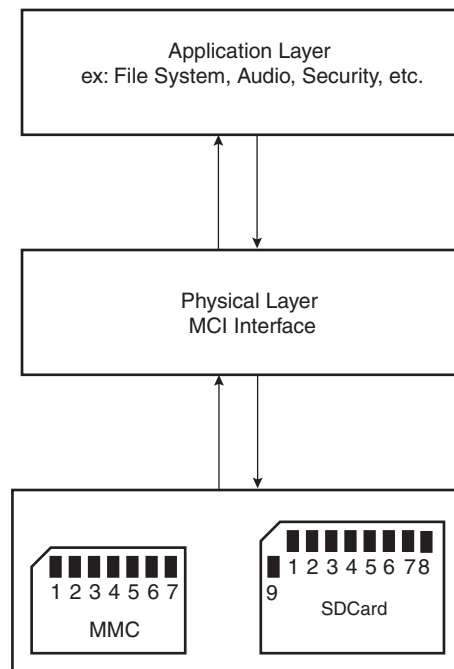 Application Layer
ex: File System, Audio, Security, etc.
Physical Layer
MCI Interface
1 2 3 4 5 6 7
MMC
1 2 3 4 5 6 7 8
9
SDCard